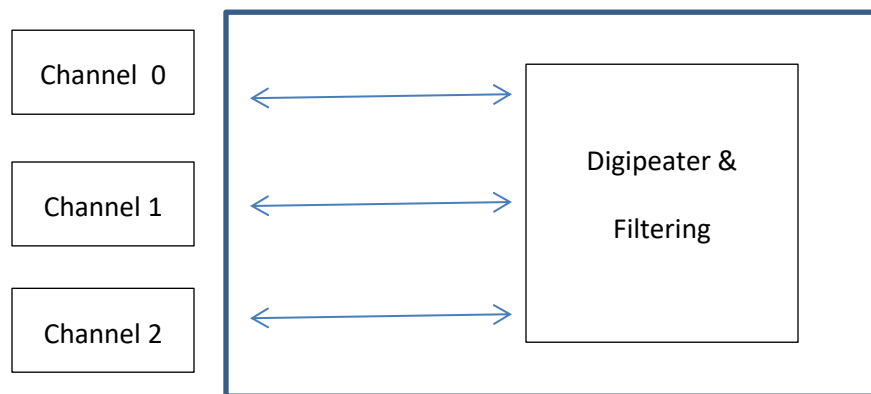 Channel 0
Channel 1
Channel 2
Digipeater &
Filtering